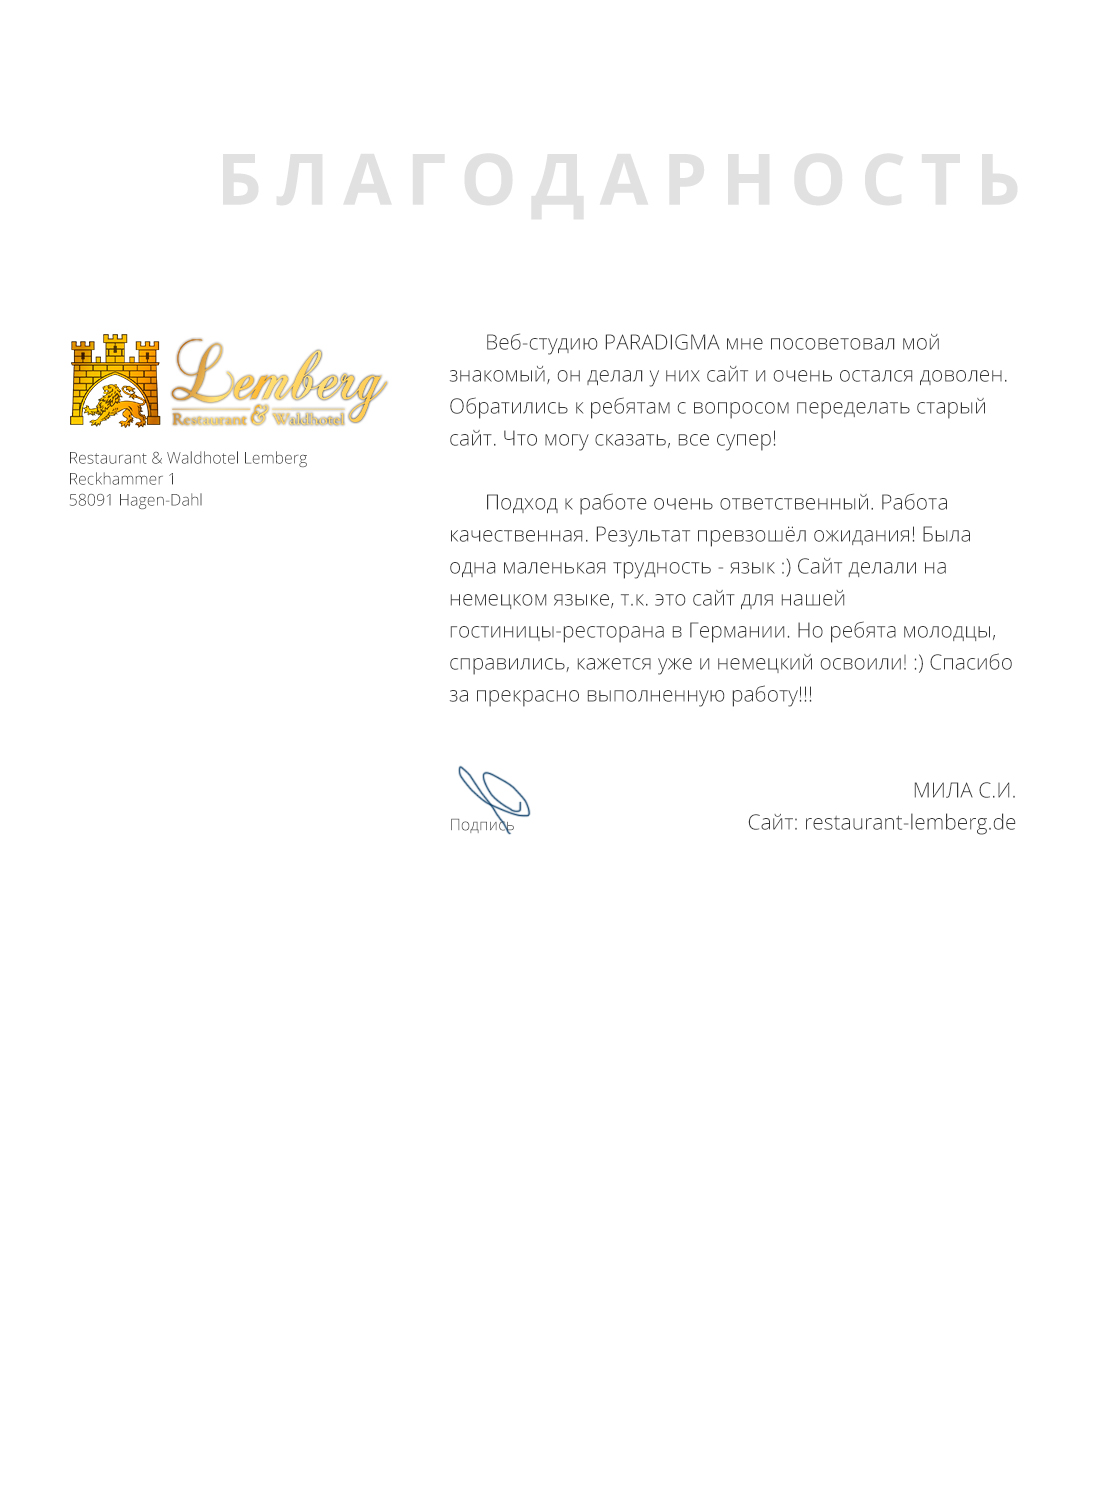 БЛАГОДАРНОСТЬ
Lemberg
Restaurant & Waldhotel
Restaurant & Waldhotel Lemberg
Reckhammer 1
58091 Hagen-Dahl
Веб-студию PARADIGMA мне посоветовал мой
знакомый, он делал у них сайт и очень остался доволен.
Обратились к ребятам с вопросом переделать старый
сайт. Что могу сказать, все супер!
Подход к работе очень ответственный. Работа
качественная. Результат превзошёл ожидания! Была
одна маленькая трудность - язык :) Сайт делали на
немецком языке, т.к. это сайт для нашей
гостиницы-ресторана в Германии. Но ребята молодцы,
справились, кажется уже и немецкий освоили! :) Спасибо
за прекрасно выполненную работу!!!
Подпись
МИЛА С.И.
Сайт: restaurant-lemberg.de